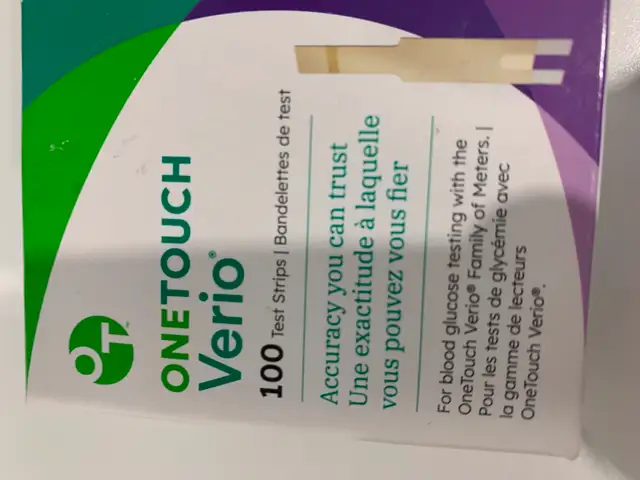 ONETOUCH
Verio®
100 Test Strips | Bandelettes de test
Accuracy you can trust
Une exactitude à laquelle
vous pouvez vous fier
For blood glucose testing with the
OneTouch Verio® Family of Meters. |
Pour les tests de glycémie avec
la gamme de lecteurs
OneTouch Verio®.